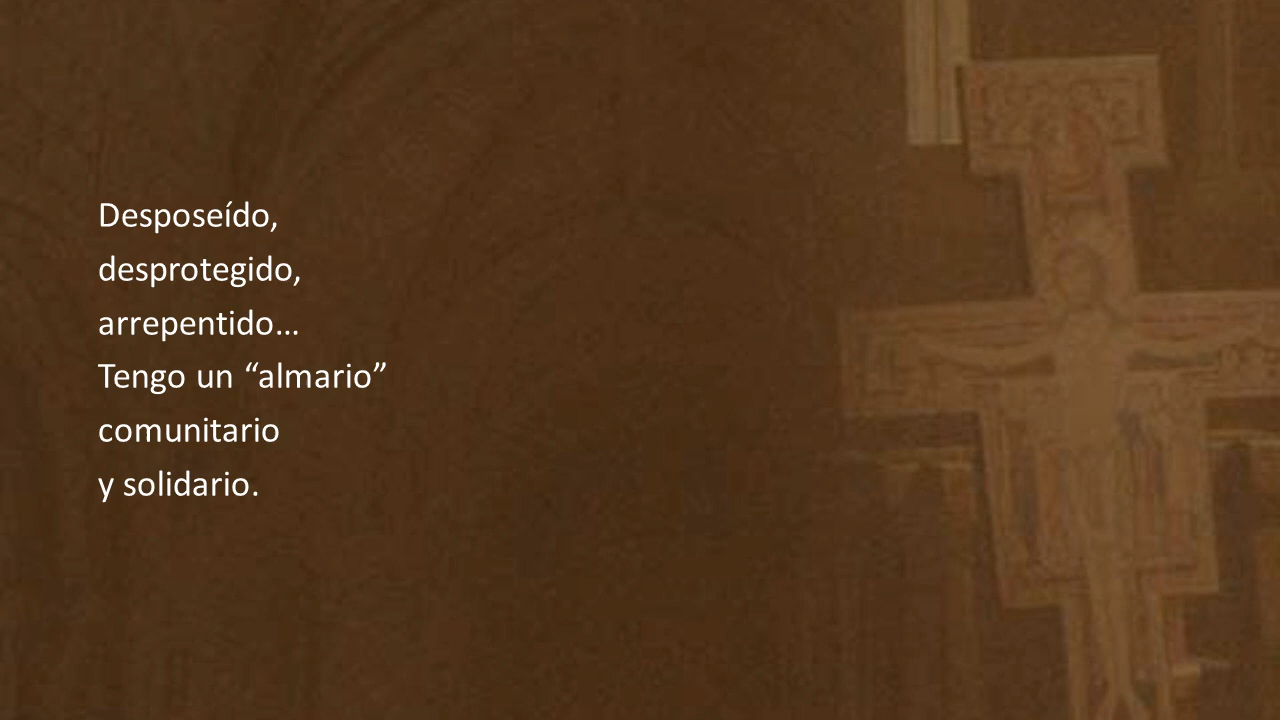 Desposeído,
desprotegido,
arrepentido…
Tengo un “almario”
comunitario
y solidario.